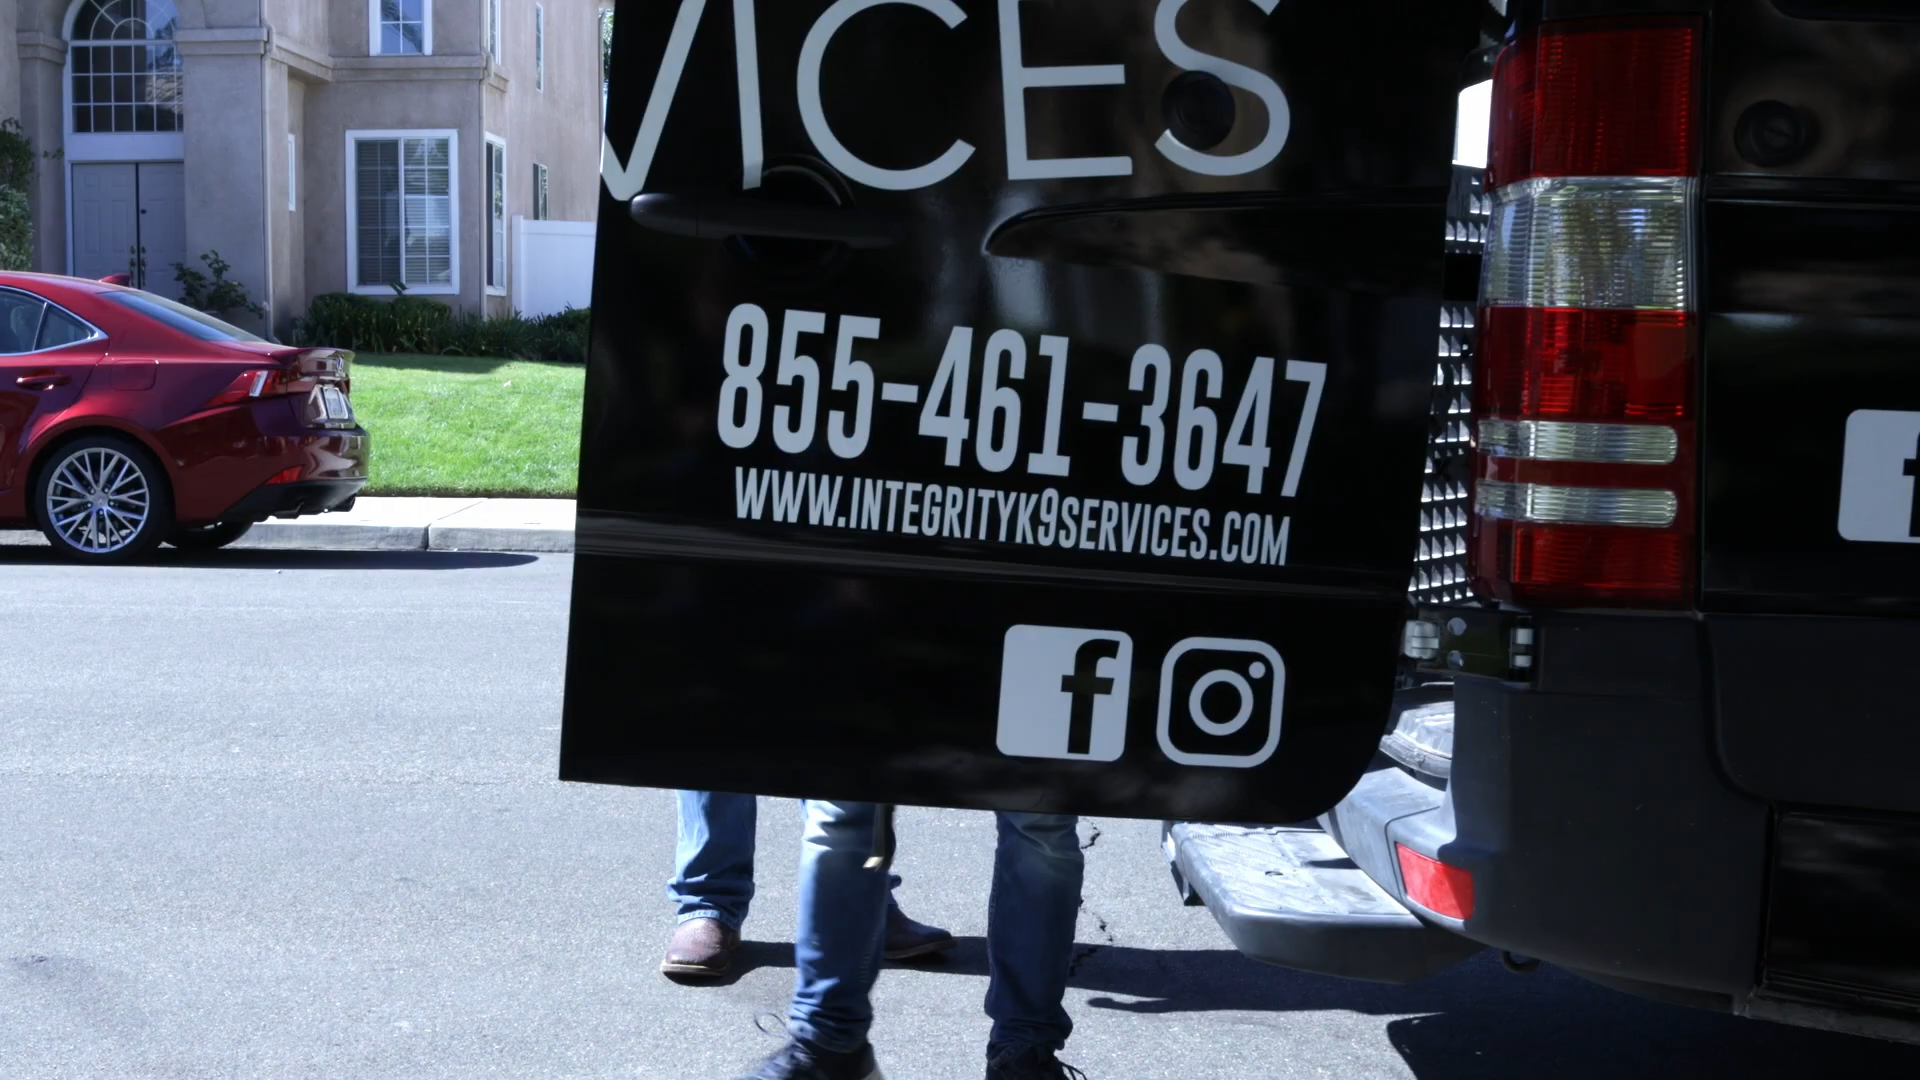 VICES
855-461-3647
WWW.INTEGRITYK9SERVICES.COM
f
f